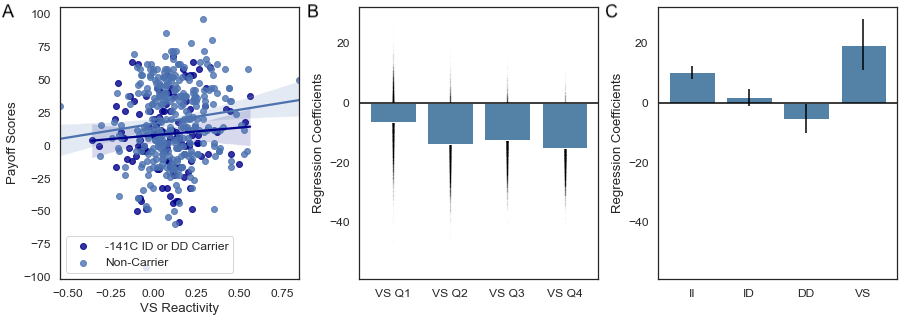 A
B
C
Payoff Scores
100
75
50
25
0
−25
−50
−75
−100
-141C ID or DD Carrier
Non-Carrier
−0.50
−0.25
0.00
0.25
0.50
0.75
VS Reactivity
Regression Coefficients
20
0
−20
−40
VS Q1
VS Q2
VS Q3
VS Q4
Regression Coefficients
20
0
−20
−40
II
ID
DD
VS